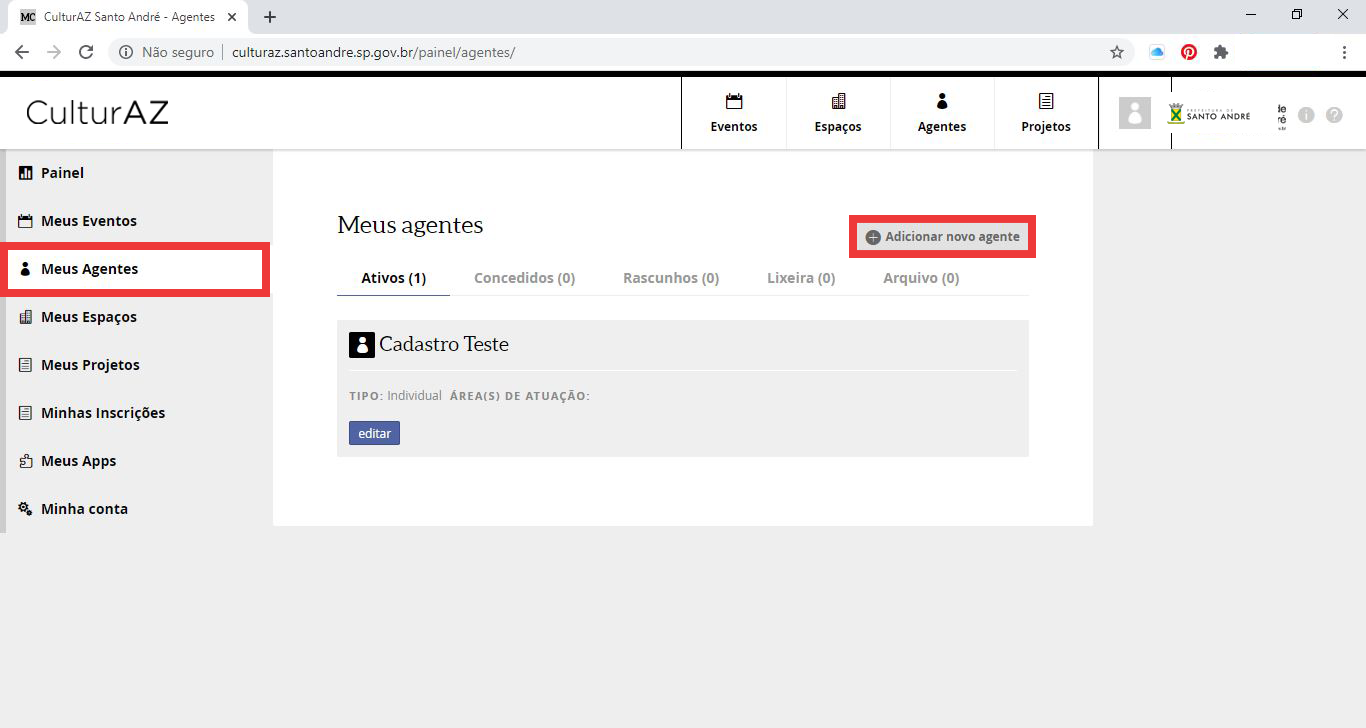 MC CulturAZ Santo André - Agentes
Não seguro culturaz.santoandre.sp.gov.br/painel/agentes/
CulturAZ
Eventos
Espaços
Agentes
Projetos
PREFEITURA DE
SANTO ANDRÉ
de
ré
Painel
Meus Eventos
Meus Agentes
Meus Espaços
Meus Projetos
Minhas Inscrições
Meus Apps
Minha conta
Meus agentes
Adicionar novo agente
Ativos (1) Concedidos (0) Rascunhos (0) Lixeira (0) Arquivo (0)
Cadastro Teste
TIPO: Individual ÁREA(S) DE ATUAÇÃO:
editar